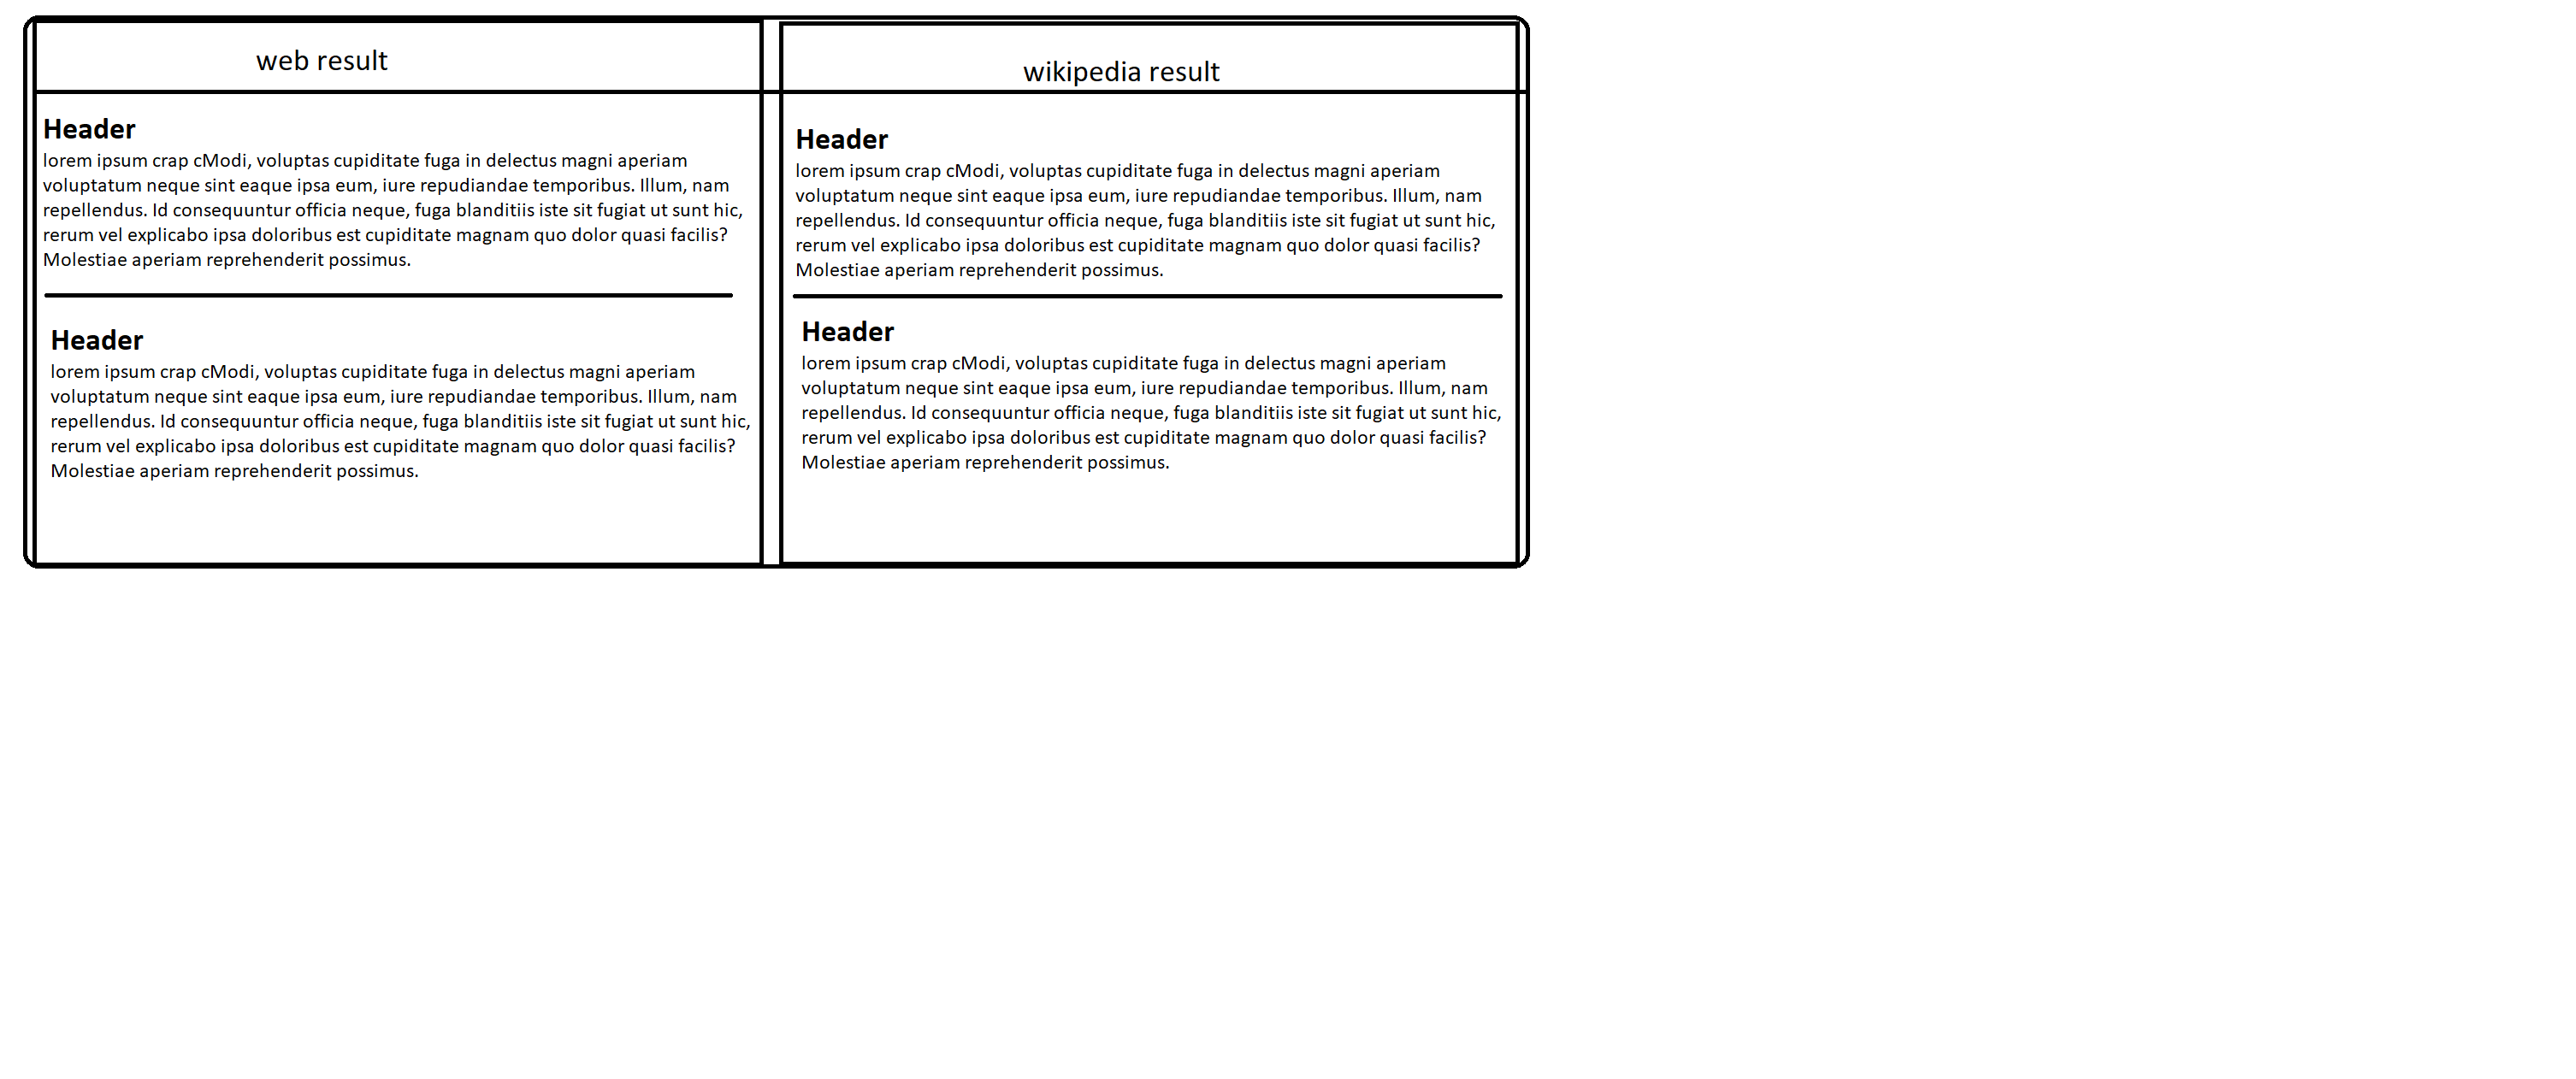 web result
Header
lorem ipsum crap cModi, voluptas cupiditate fuga in delectus magni aperiam
voluptatum neque sint eaque ipsa eum, iure repudiandae temporibus. Illum, nam
repellendus. Id consequuntur officia neque, fuga blanditiis iste sit fugiat ut sunt hic,
rerum vel explicabo ipsa doloribus est cupiditate magnam quo dolor quasi facilis?
Molestiae aperiam reprehenderit possimus.
Header
lorem ipsum crap cModi, voluptas cupiditate fuga in delectus magni aperiam
voluptatum neque sint eaque ipsa eum, iure repudiandae temporibus. Illum, nam
repellendus. Id consequuntur officia neque, fuga blanditiis iste sit fugiat ut sunt hic,
rerum vel explicabo ipsa doloribus est cupiditate magnam quo dolor quasi facilis?
Molestiae aperiam reprehenderit possimus.
wikipedia result
Header
lorem ipsum crap cModi, voluptas cupiditate fuga in delectus magni aperiam
voluptatum neque sint eaque ipsa eum, iure repudiandae temporibus. Illum, nam
repellendus. Id consequuntur officia neque, fuga blanditiis iste sit fugiat ut sunt hic,
rerum vel explicabo ipsa doloribus est cupiditate magnam quo dolor quasi facilis?
Molestiae aperiam reprehenderit possimus.
Header
lorem ipsum crap cModi, voluptas cupiditate fuga in delectus magni aperiam
voluptatum neque sint eaque ipsa eum, iure repudiandae temporibus. Illum, nam
repellendus. Id consequuntur officia neque, fuga blanditiis iste sit fugiat ut sunt hic,
rerum vel explicabo ipsa doloribus est cupiditate magnam quo dolor quasi facilis?
Molestiae aperiam reprehenderit possimus.